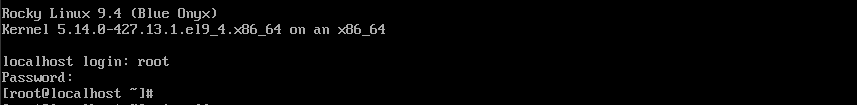 Rocky Linux 9.4 (Blue Onyx)
Kernel 5.14.0-427.13.1.el9_4.x86_64 on an x86_64
localhost login: root
Password:
[root@localhost ~]#